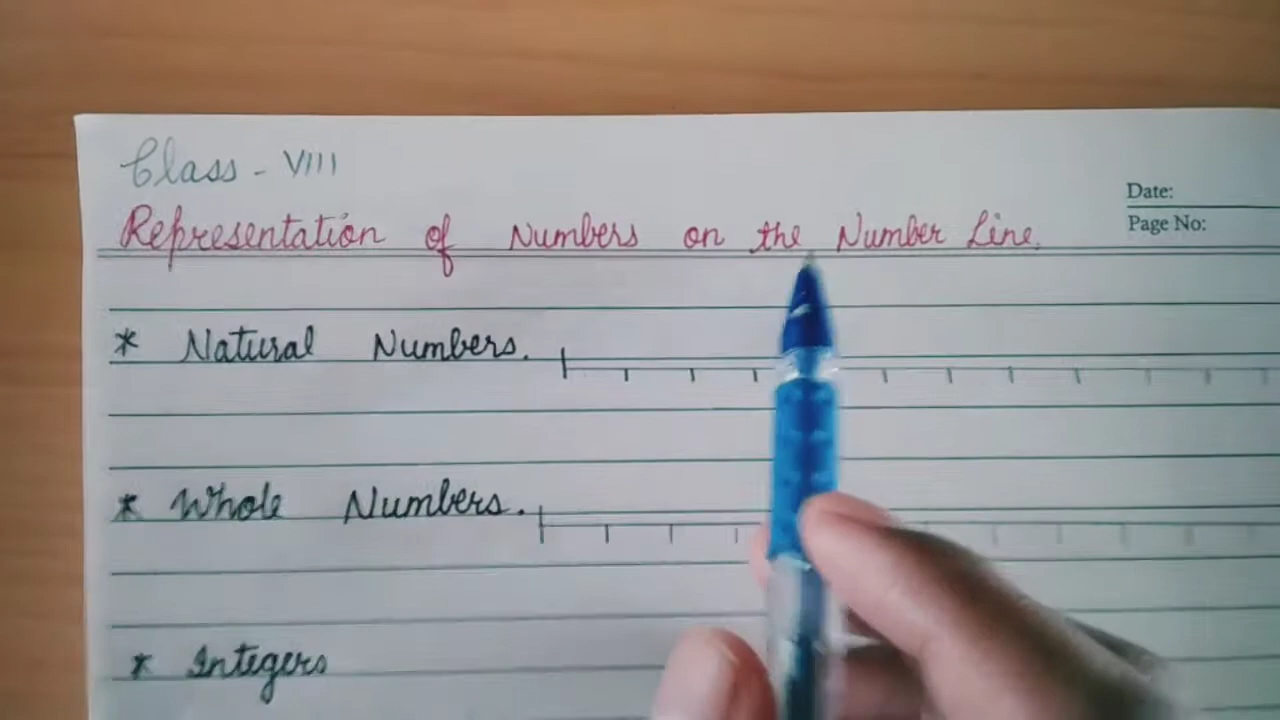 Class - VIII
Date:
Representation of Numbers on the Number Line.
Page No:
* Natural Numbers.
* Whole Numbers.
* Integers